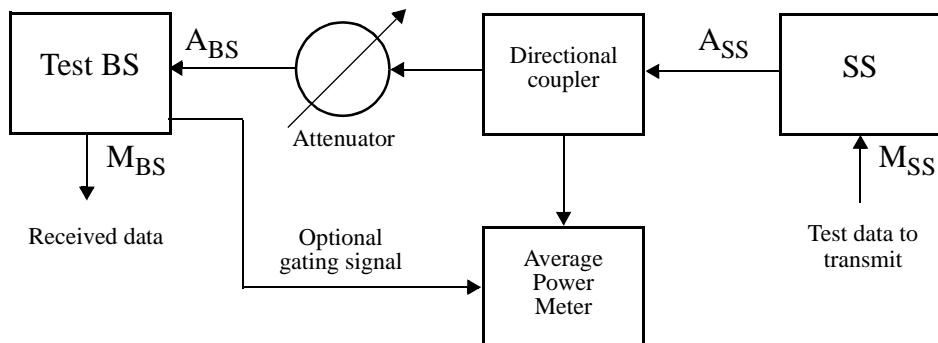 Test BS
A_BS
Attenuator
Directional
coupler
A_SS
SS
M_BS
M_SS
Received data
Optional
gating signal
Average
Power
Meter
Test data to
transmit